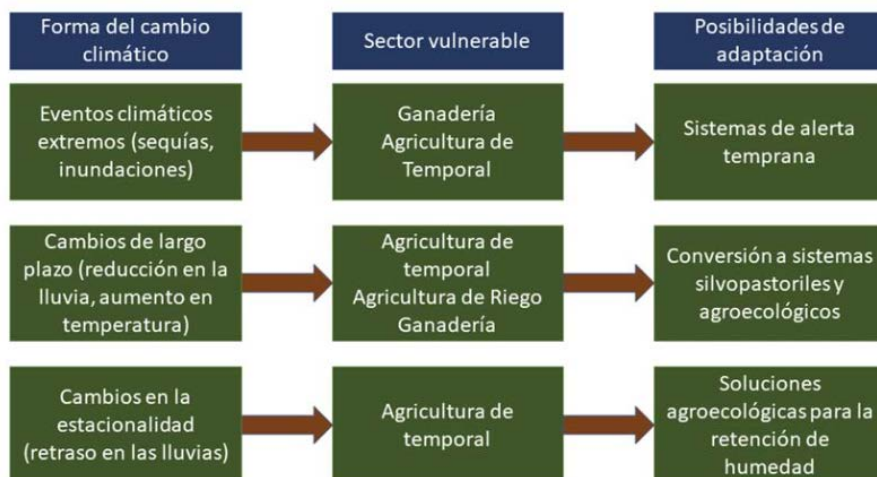 Forma del cambio
climático
Sector vulnerable
Posibilidades de
adaptación
Eventos climáticos
extremos (sequías,
inundaciones)
Ganadería
Agricultura de
Temporal
Sistemas de alerta
temprana
Cambios de largo
plazo (reducción en la
lluvia, aumento en
temperatura)
Agricultura de
temporal
Agricultura de Riego
Ganadería
Conversión a sistemas
silvopastoriles y
agroecológicos
Cambios en la
estacionalidad
(retraso en las lluvias)
Agricultura de
temporal
Soluciones
agroecológicas para la
retención de
humedad